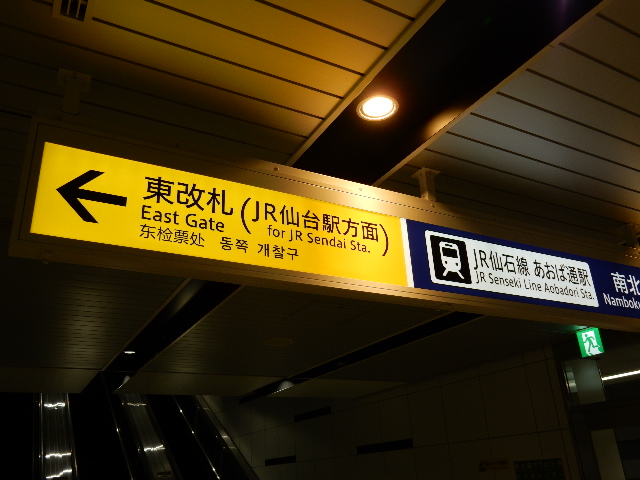 東改札(JR仙台駅方面)
East Gate for JR Sendai Sta.
东检票处 동쪽 개찰구
JR仙石線 あおば通駅
JR Senseki Line Aobadori Sta.
南北
Namboku